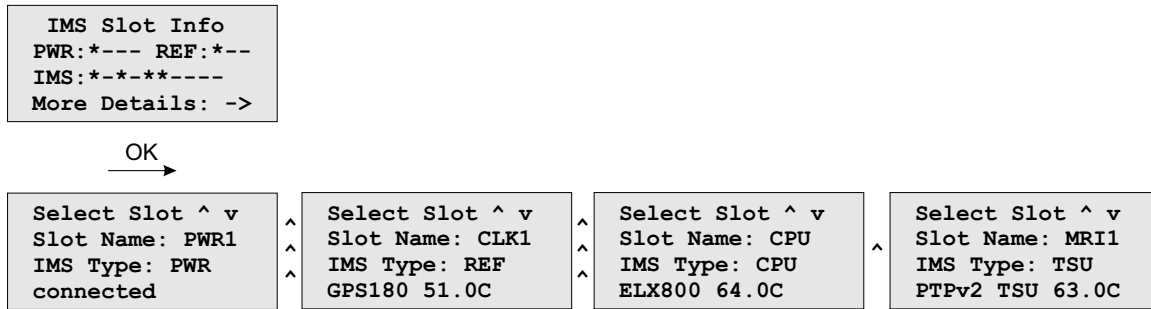 IMS Slot Info
PWR:*--- REF:*--
IMS:*-*-**----
More Details: ->
OK
Select Slot ^ v
Slot Name: PWR1
IMS Type: PWR
connected
^
^
^
Select Slot ^ v
Slot Name: CLK1
IMS Type: REF
GPS180 51.0C
^
^
^
Select Slot ^ v
Slot Name: CPU
IMS Type: CPU
ELX800 64.0C
^
Select Slot ^ v
Slot Name: MRI1
IMS Type: TSU
PTPv2 TSU 63.0C